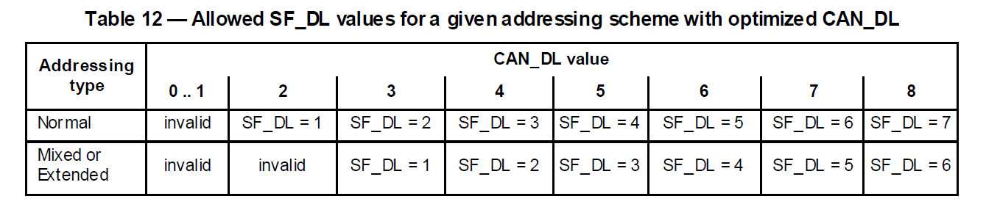 Table 12 — Allowed SF_DL values for a given addressing scheme with optimized CAN_DL
Addressing type CAN_DL value
0 .. 1 2 3 4 5 6 7 8
Normal invalid SF_DL = 1 SF_DL = 2 SF_DL = 3 SF_DL = 4 SF_DL = 5 SF_DL = 6 SF_DL = 7
Mixed or Extended invalid invalid SF_DL = 1 SF_DL = 2 SF_DL = 3 SF_DL = 4 SF_DL = 5 SF_DL = 6